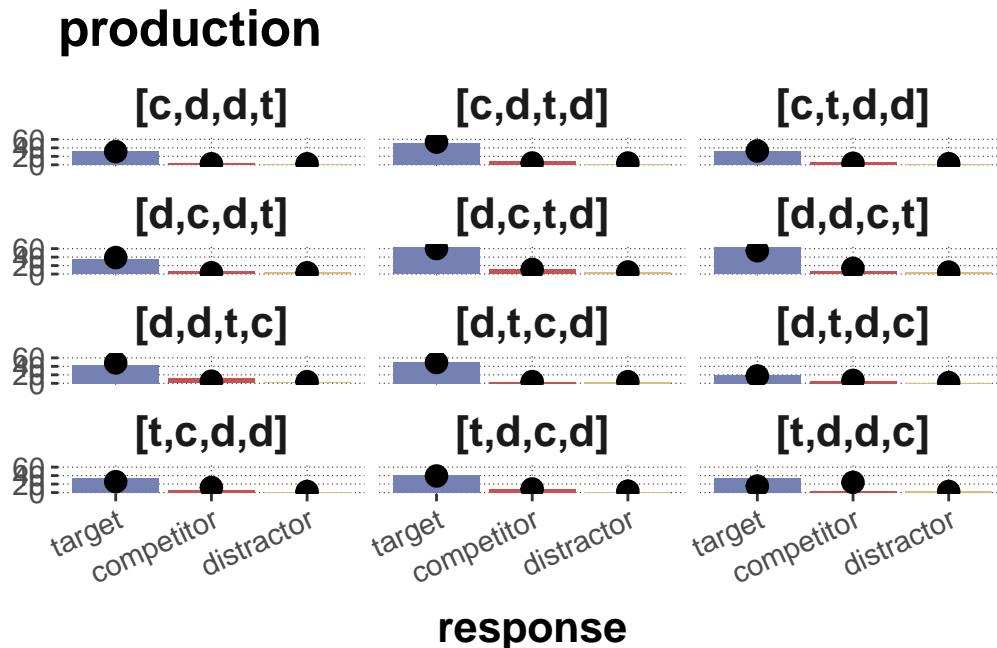 production
[c,d,d,t] [c,d,t,d] [c,t,d,d]
60
40
20
0
[d,c,d,t] [d,c,t,d] [d,d,c,t]
60
40
20
0
[d,d,t,c] [d,t,c,d] [d,t,d,c]
60
40
20
0
[t,c,d,d] [t,d,c,d] [t,d,d,c]
60
40
20
0
target competitor distractor target competitor distractor target competitor distractor
response